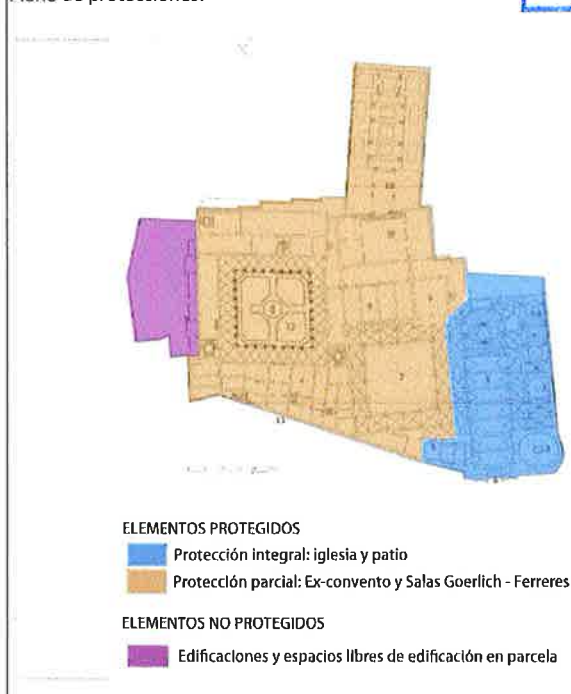 de protecciones.
ELEMENTOS PROTEGIDOS
Protección integral: iglesia y patio
Protección parcial: Ex-convento y Salas Goerlich - Ferreres
ELEMENTOS NO PROTEGIDOS
Edificaciones y espacios libres de edificación en parcela